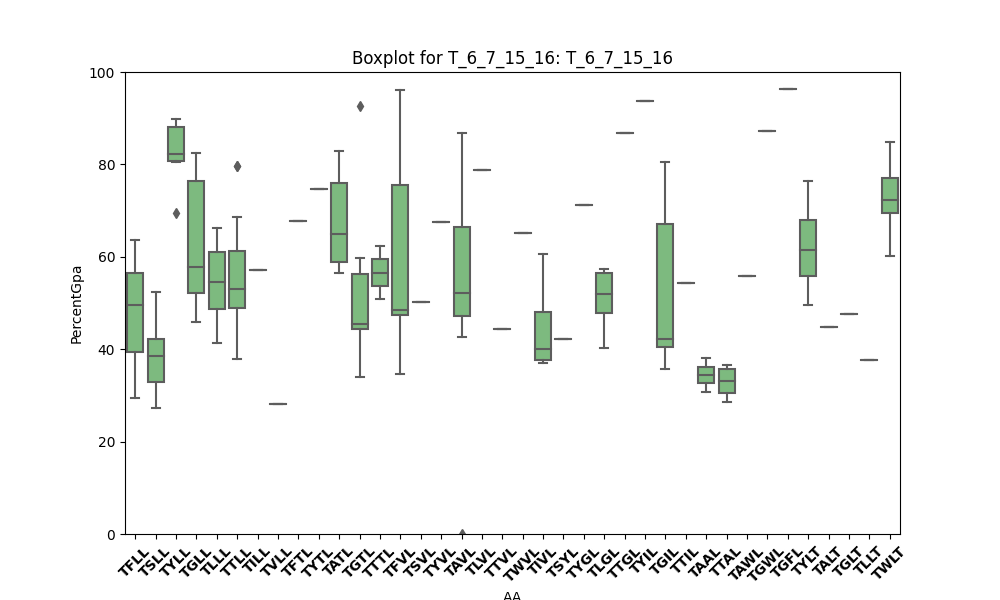 Boxplot for T_6_7_15_16: T_6_7_15_16
100
80
60
40
20
0
PercentGpa
TFLL
TSLL
TYLL
TGLL
TLLL
TTLL
TILL
TVLL
TFTL
TYTL
TATL
TGTL
TTTL
TFVL
TSVL
TYVL
TAVL
TLVL
TTVL
TWVL
TIVL
TSYL
TYGL
TLGL
TTGL
TYIL
TGIL
TTIL
TAAL
TTAL
TAWL
TGWL
TGFL
TYLT
TALT
TGLT
TLLT
TWLT
AA